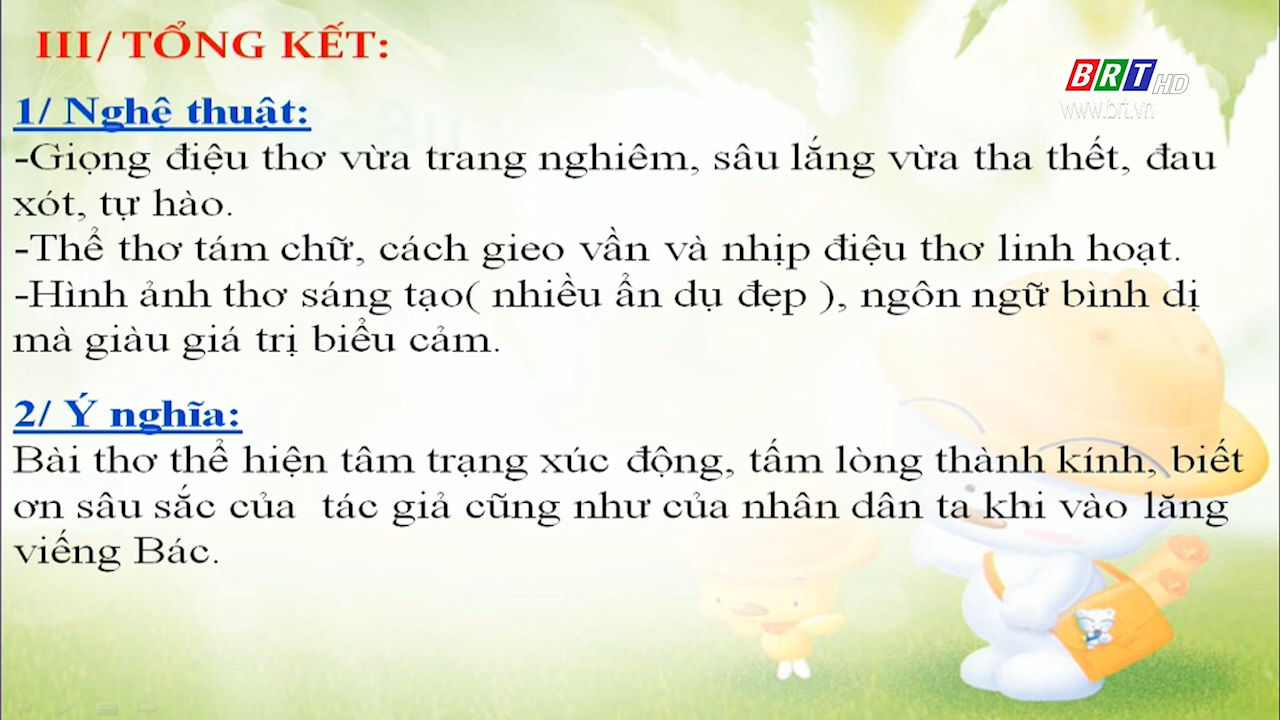 III/ TỔNG KẾT:
BRT HD
www.brt.vn
1/ Nghệ thuật:
-Giọng điệu thơ vừa trang nghiêm, sâu lắng vừa tha thết, đau
xót, tự hào.
-Thể thơ tám chữ, cách gieo vần và nhịp điệu thơ linh hoạt.
-Hình ảnh thơ sáng tạo( nhiều ẩn dụ đẹp ), ngôn ngữ bình dị
mà giàu giá trị biểu cảm.
2/ Ý nghĩa:
Bài thơ thể hiện tâm trạng xúc động, tấm lòng thành kính, biết
ơn sâu sắc của  tác giả cũng như của nhân dân ta khi vào lăng
viếng Bác.